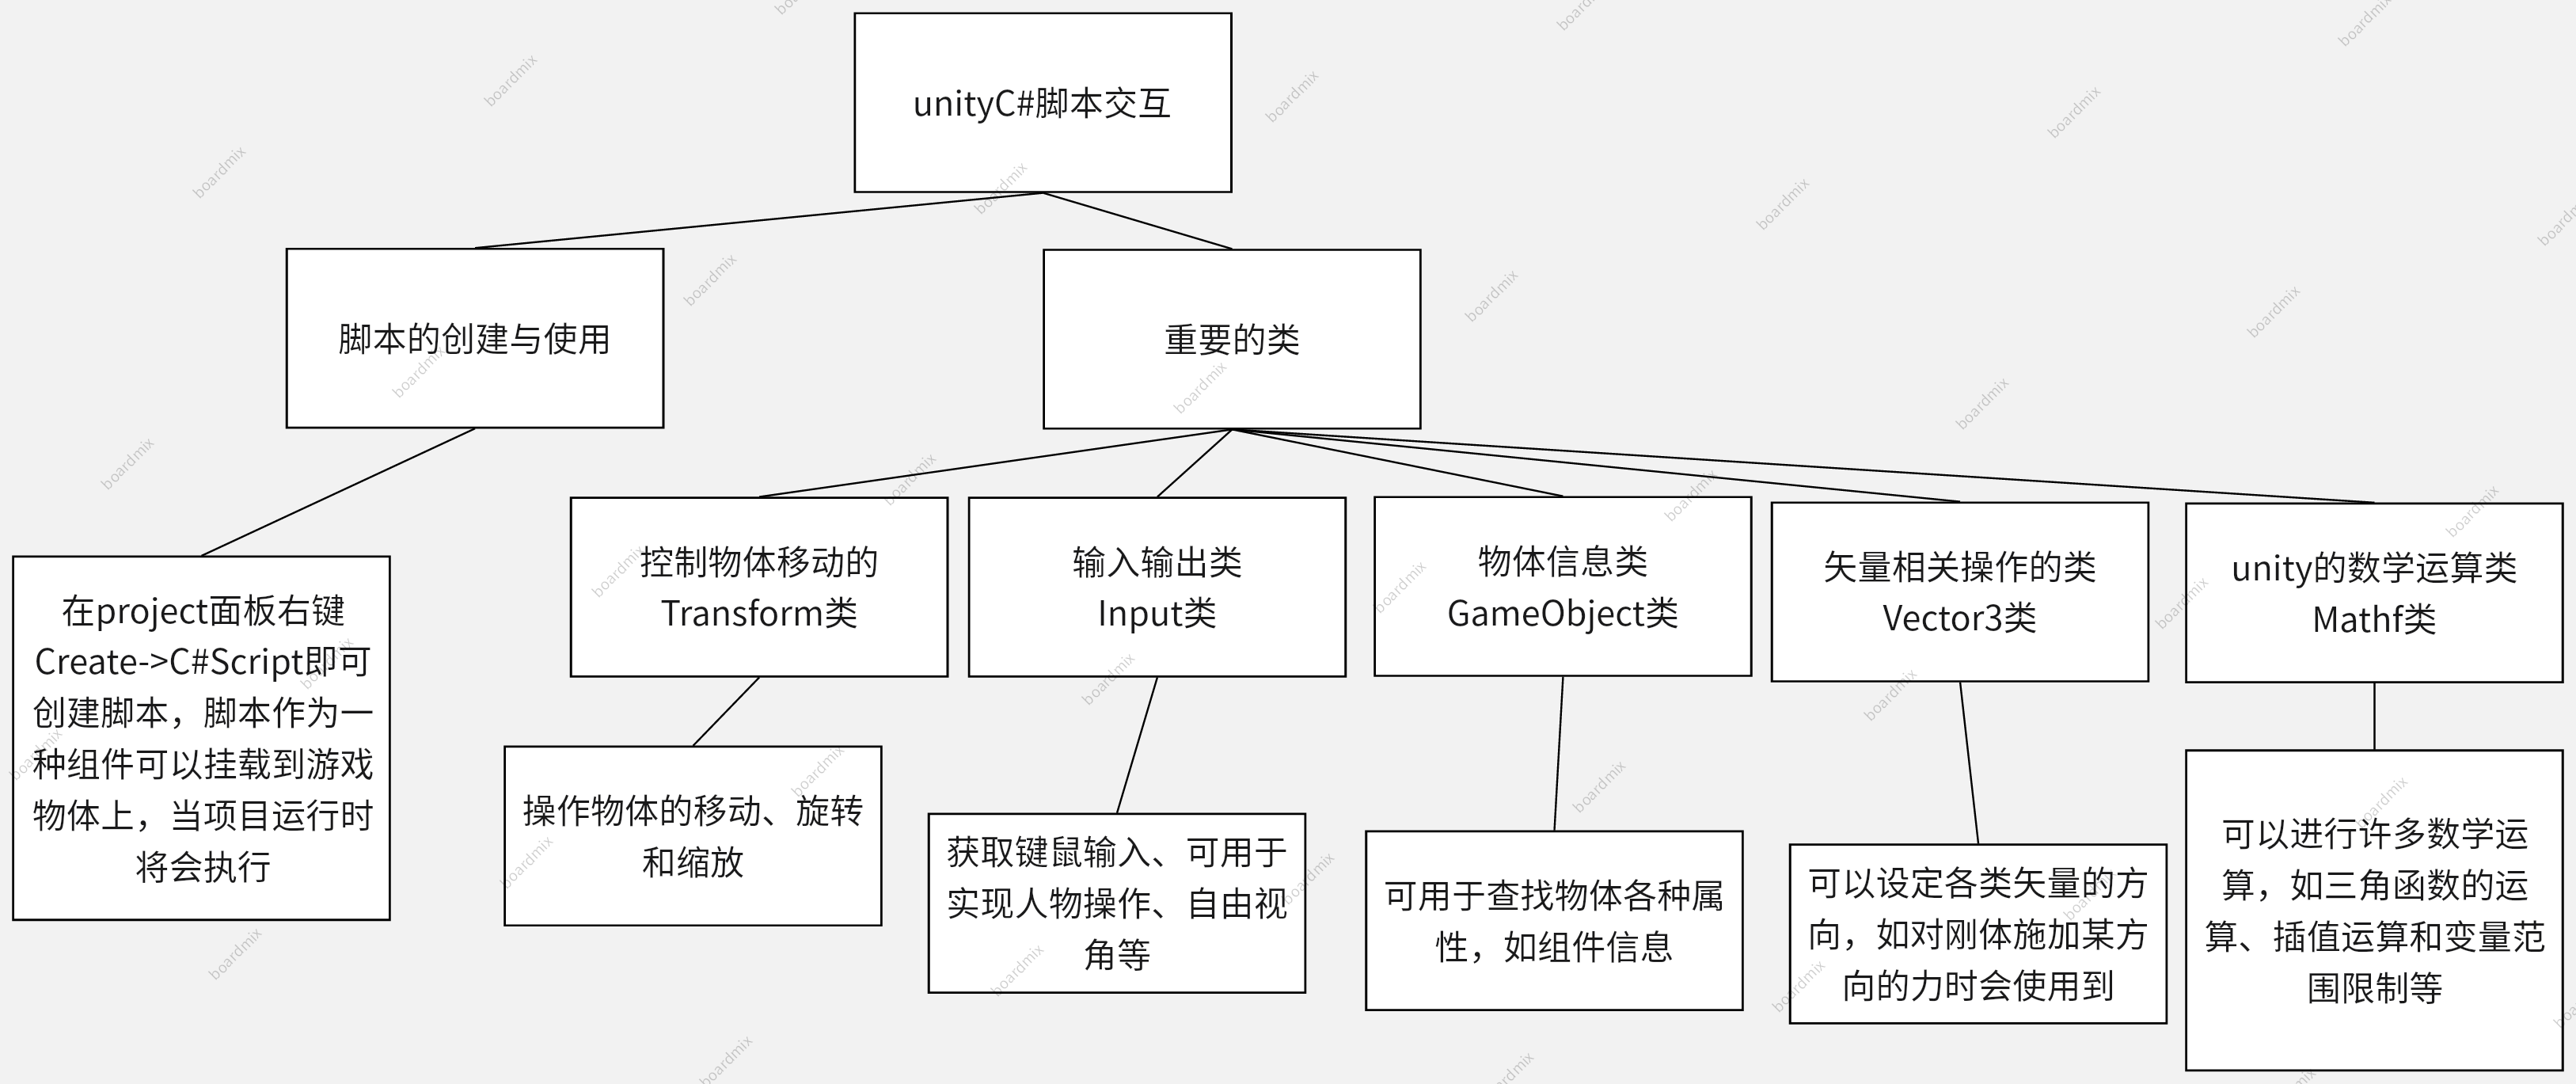 unityC#脚本交互
脚本的创建与使用
重要的类
在project面板右键
Create->C#Script即可
创建脚本，脚本作为一
种组件可以挂载到游戏
物体上，当项目运行时
将会执行
控制物体移动的
Transform类
输入输出类
Input类
物体信息类
GameObject类
矢量相关操作的类
Vector3类
unity的数学运算类
Mathf类
操作物体的移动、旋转
和缩放
获取键鼠输入、可用于
实现人物操作、自由视
角等
可用于查找物体各种属
性，如组件信息
可以设定各类矢量的方
向，如对刚体施加某方
向的力时会使用到
可以进行许多数学运
算，如三角函数的运
算、插值运算和变量范
围限制等
boardmix